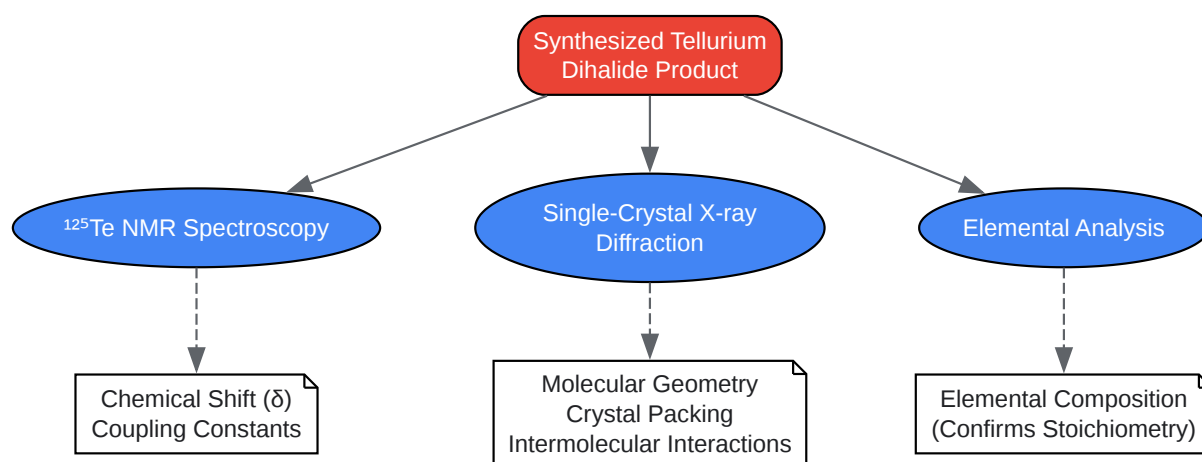 Synthesized Tellurium
Dihalide Product
¹²⁵Te NMR Spectroscopy
Single-Crystal X-ray
Diffraction
Elemental Analysis
Chemical Shift (δ)
Coupling Constants
Molecular Geometry
Crystal Packing
Intermolecular Interactions
Elemental Composition
(Confirms Stoichiometry)